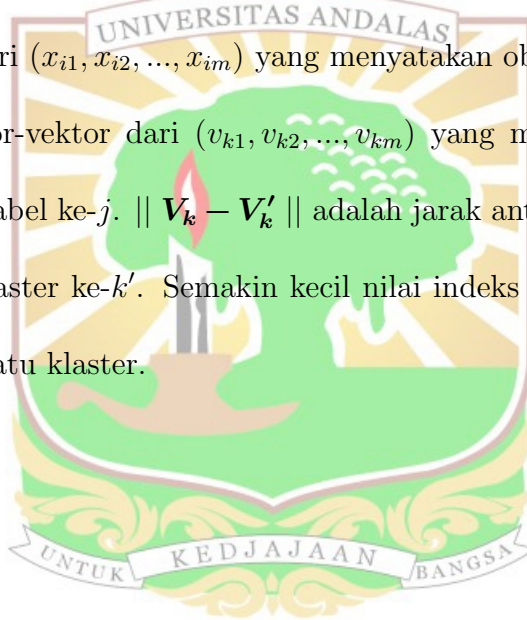 UNIVERSITAS ANDALAS
ri (x_{i1}, x_{i2}, ..., x_{im}) yang menyatakan ob
or-vektor dari (v_{k1}, v_{k2}, ..., v_{km}) yang m
abel ke-j. || V_k − V'_k || adalah jarak ant
aster ke-k'. Semakin kecil nilai indeks
atu klaster.
UNTUK KEDJAJAAN BANGSA